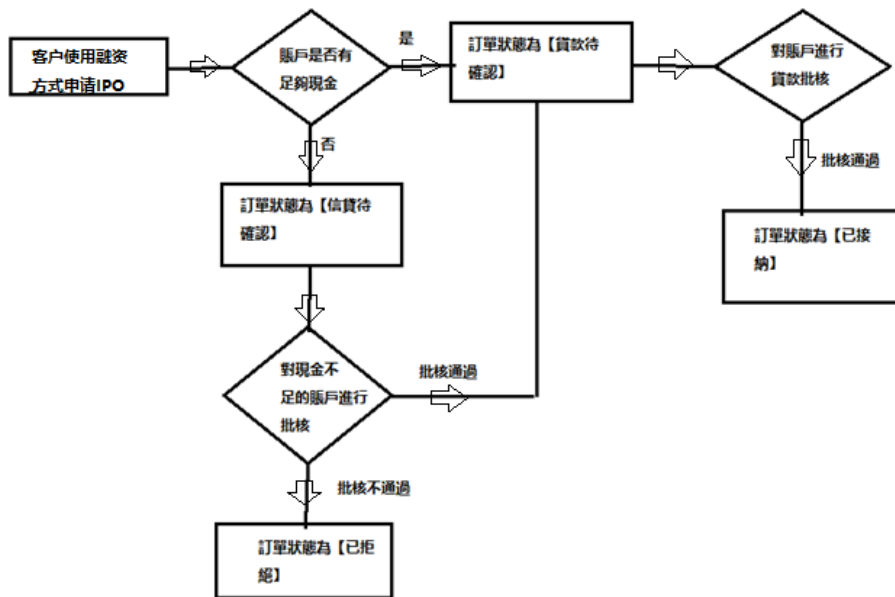 客户使用融资
方式申请IPO
賬戶是否有
足夠現金
是
訂單狀態為【貸款待
確認】
對賬戶進行
貸款批核
否
批核通過
訂單狀態為【信貸待
確認】
訂單狀態為【已接
納】
對現金不
足的賬戶進行
批核
批核通過
批核不通過
訂單狀態為【已拒
絕】